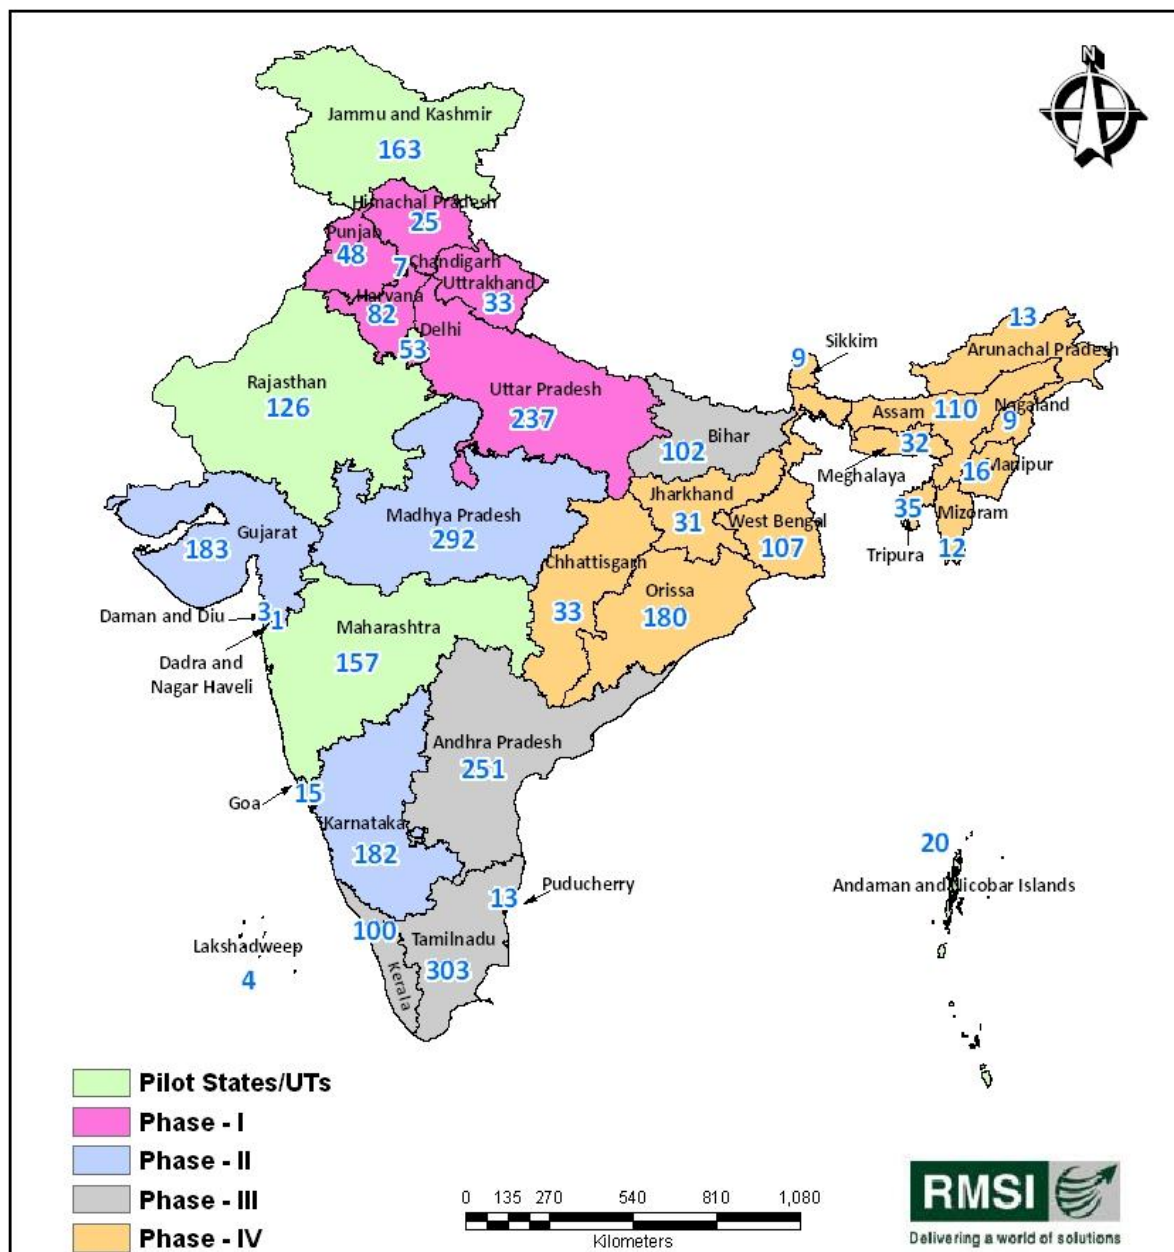 N
Jammu and Kashmir
163
Himachal Pradesh
25
Punjab
48
7
Chandigarh
Uttrakhand
33
Haryana
82
Delhi
53
Rajasthan
126
Uttar Pradesh
237
Bihar
102
9
Sikkim
13
Arunachal Pradesh
Assam
110
Nagaland
9
32
Meghalaya
16
Manipur
35
Tripura
Mizoram
12
Gujarat
183
Madhya Pradesh
292
Jharkhand
31
West Bengal
107
Chhattisgarh
33
Orissa
180
Daman and Diu
3
1
Dadra and
Nagar Haveli
Maharashtra
157
Andhra Pradesh
251
Goa
15
Karnataka
182
Puducherry
13
20
Andaman and Nicobar Islands
Lakshadweep
4
100
Kerala
Tamilnadu
303
Pilot States/UTs
Phase - I
Phase - II
Phase - III
Phase - IV
0 135 270 540 810 1,080
Kilometers
RMSI
Delivering a world of solutions